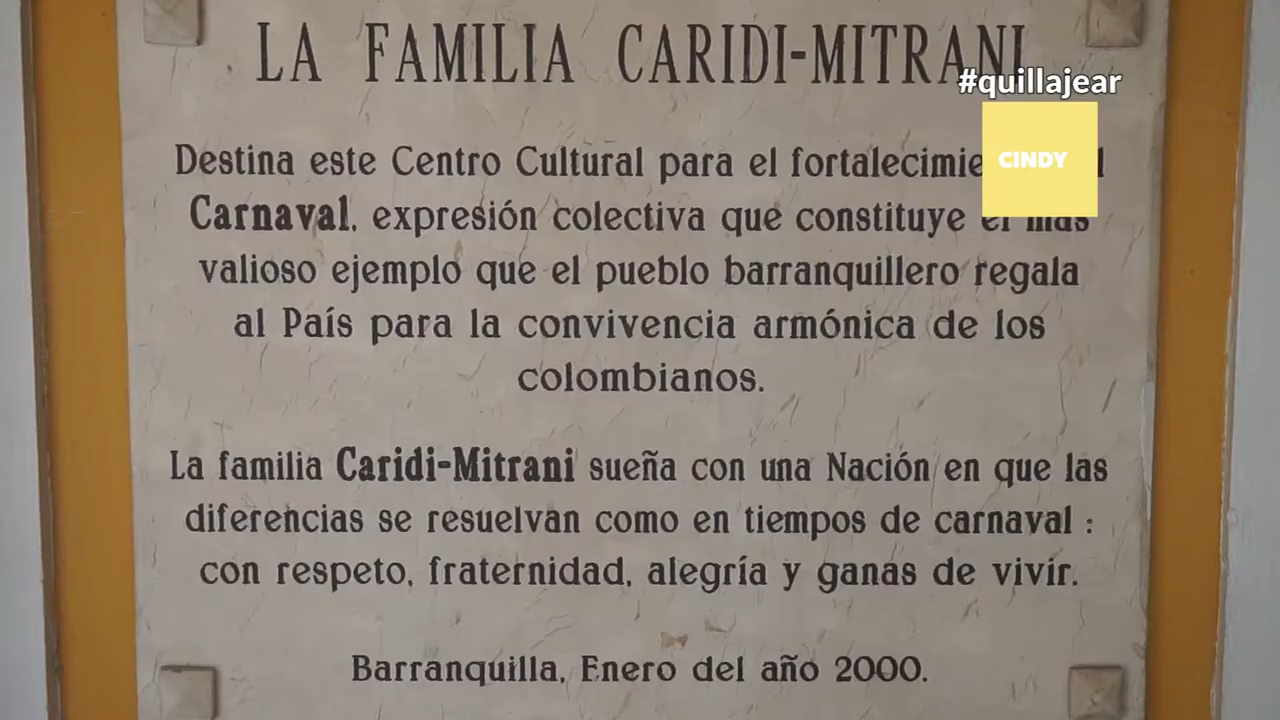 LA FAMILIA CARIDI-MITRANI
#quillajear
CINDY
Destina este Centro Cultural para el
Carnaval, expresión colectiva que constituye el más
valioso ejemplo que el pueblo barranquillero regala
al País para la convivencia armónica de los
colombianos.
La familia Caridi-Mitrani sueña con una Nación en que las
diferencias se resuelvan como en tiempos de carnaval :
con respeto, fraternidad, alegría y ganas de vivir.
Barranquilla, Enero del año 2000.